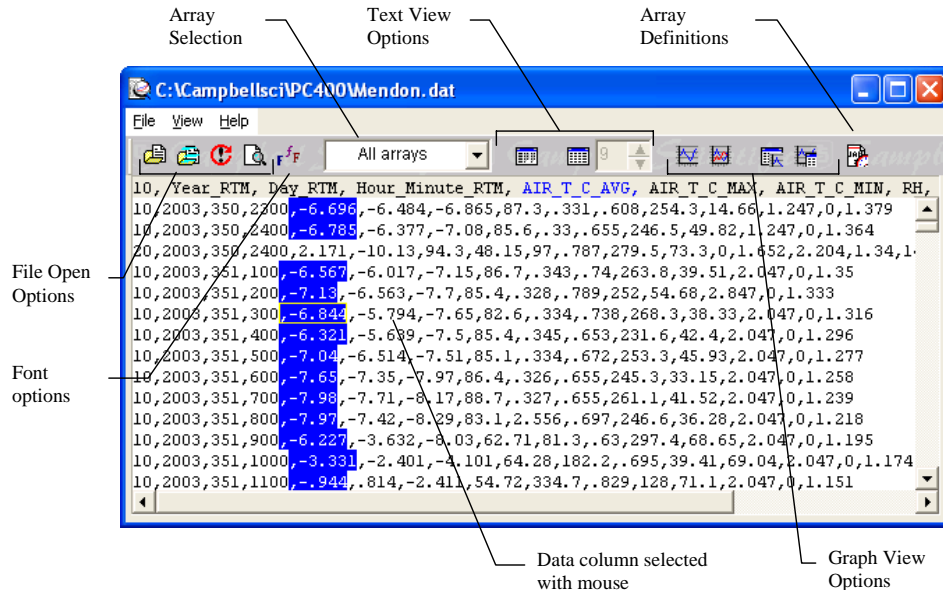 Array
Selection
Text View
Options
Array
Definitions
C:\Campbellsci\PC400\Mendon.dat
File View Help
F f F All arrays 9
10, Year_RTM, Day_RTM, Hour_Minute_RTM, AIR_T_C_AVG, AIR_T_C_MAX, AIR_T_C_MIN, RH,
10,2003,350,2300,-6.696,-6.484,-6.865,87.3,.331,.608,254.3,14.66,1.247,0,1.379
10,2003,350,2400,-6.785,-6.377,-7.08,85.6,.33,.655,246.5,49.82,1.247,0,1.364
20,2003,350,2400,2.171,-10.13,94.3,48.15,97,.787,279.5,73.3,0,1.652,2.204,1.34,1
10,2003,351,100,-6.567,-6.017,-7.15,86.7,.343,.74,263.8,39.51,2.047,0,1.35
10,2003,351,200,-7.13,-6.563,-7.7,85.4,.328,.789,252,54.68,2.847,0,1.333
10,2003,351,300,-6.844,-5.794,-7.65,82.6,.334,.738,268.3,38.33,2.047,0,1.316
10,2003,351,400,-6.321,-5.689,-7.5,85.4,.345,.653,231.6,42.4,2.047,0,1.296
10,2003,351,500,-7.04,-6.514,-7.51,85.1,.334,.672,253.3,45.93,2.047,0,1.277
10,2003,351,600,-7.65,-7.35,-7.97,86.4,.326,.655,245.3,33.15,2.047,0,1.258
10,2003,351,700,-7.98,-7.71,-8.17,88.7,.327,.655,261.1,41.52,2.047,0,1.239
10,2003,351,800,-7.97,-7.42,-8.29,83.1,2.556,.697,246.6,36.28,2.047,0,1.218
10,2003,351,900,-6.227,-3.632,-8.03,62.71,81.3,.63,297.4,68.65,2.047,0,1.195
10,2003,351,1000,-3.331,-2.401,-4.101,64.28,182.2,.695,39.41,69.04,2.047,0,1.174
10,2003,351,1100,-.944,.814,-2.411,54.72,334.7,.829,128,71.1,2.047,0,1.151
File Open
Options
Font
options
Data column selected
with mouse
Graph View
Options